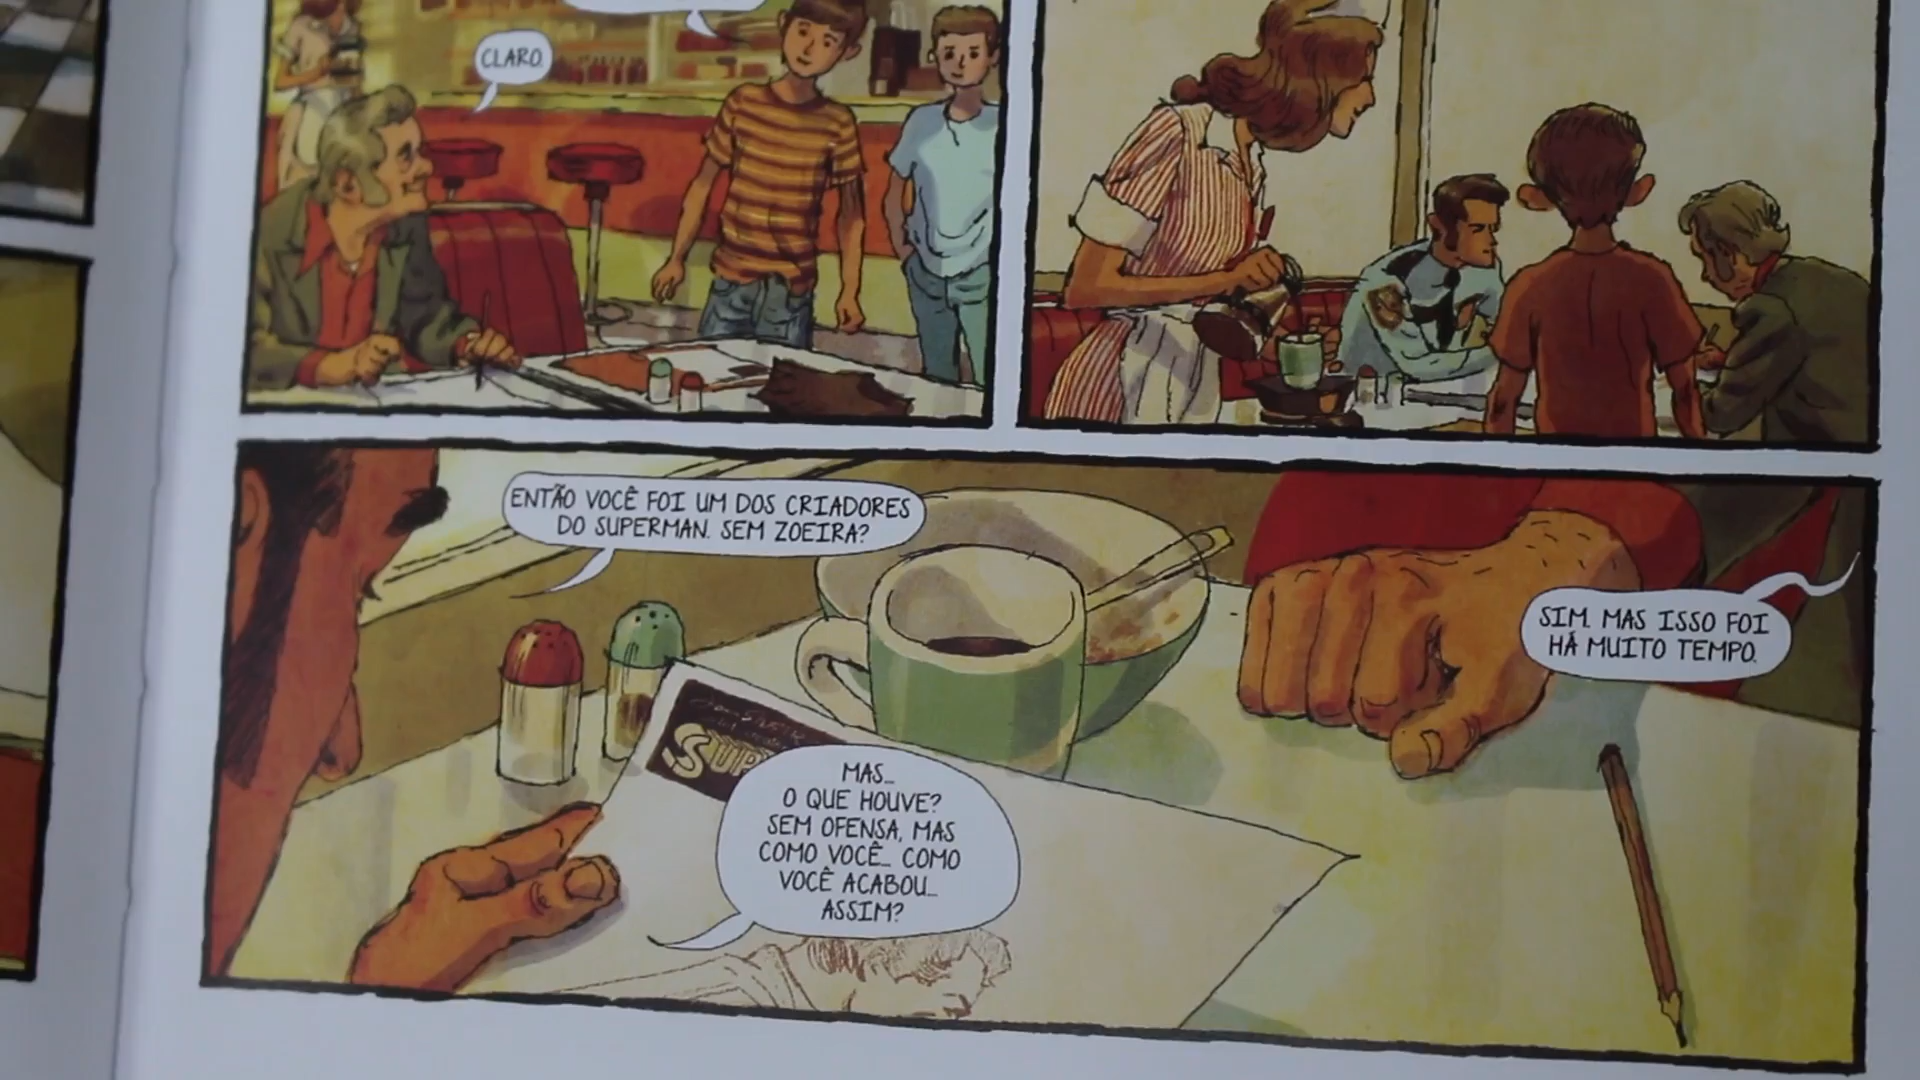 CLARO.
ENTÃO VOCÊ FOI UM DOS CRIADORES
DO SUPERMAN. SEM ZOEIRA?
SIM. MAS ISSO FOI
HÁ MUITO TEMPO.
MAS...
O QUE HOUVE?
SEM OFENSA, MAS
COMO VOCÊ... COMO
VOCÊ ACABOU...
ASSIM?